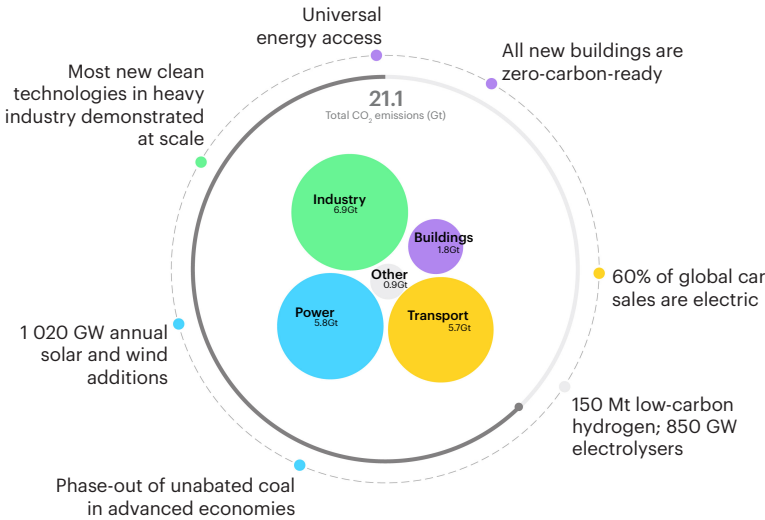 Universal
energy access
All new buildings are
zero-carbon-ready
Most new clean
technologies in heavy
industry demonstrated
at scale
21.1
Total CO₂ emissions (Gt)
Industry
6.9Gt
Buildings
1.8Gt
Other
0.9Gt
Power
5.8Gt
Transport
5.7Gt
60% of global car
sales are electric
1 020 GW annual
solar and wind
additions
150 Mt low-carbon
hydrogen; 850 GW
electrolysers
Phase-out of unabated coal
in advanced economies